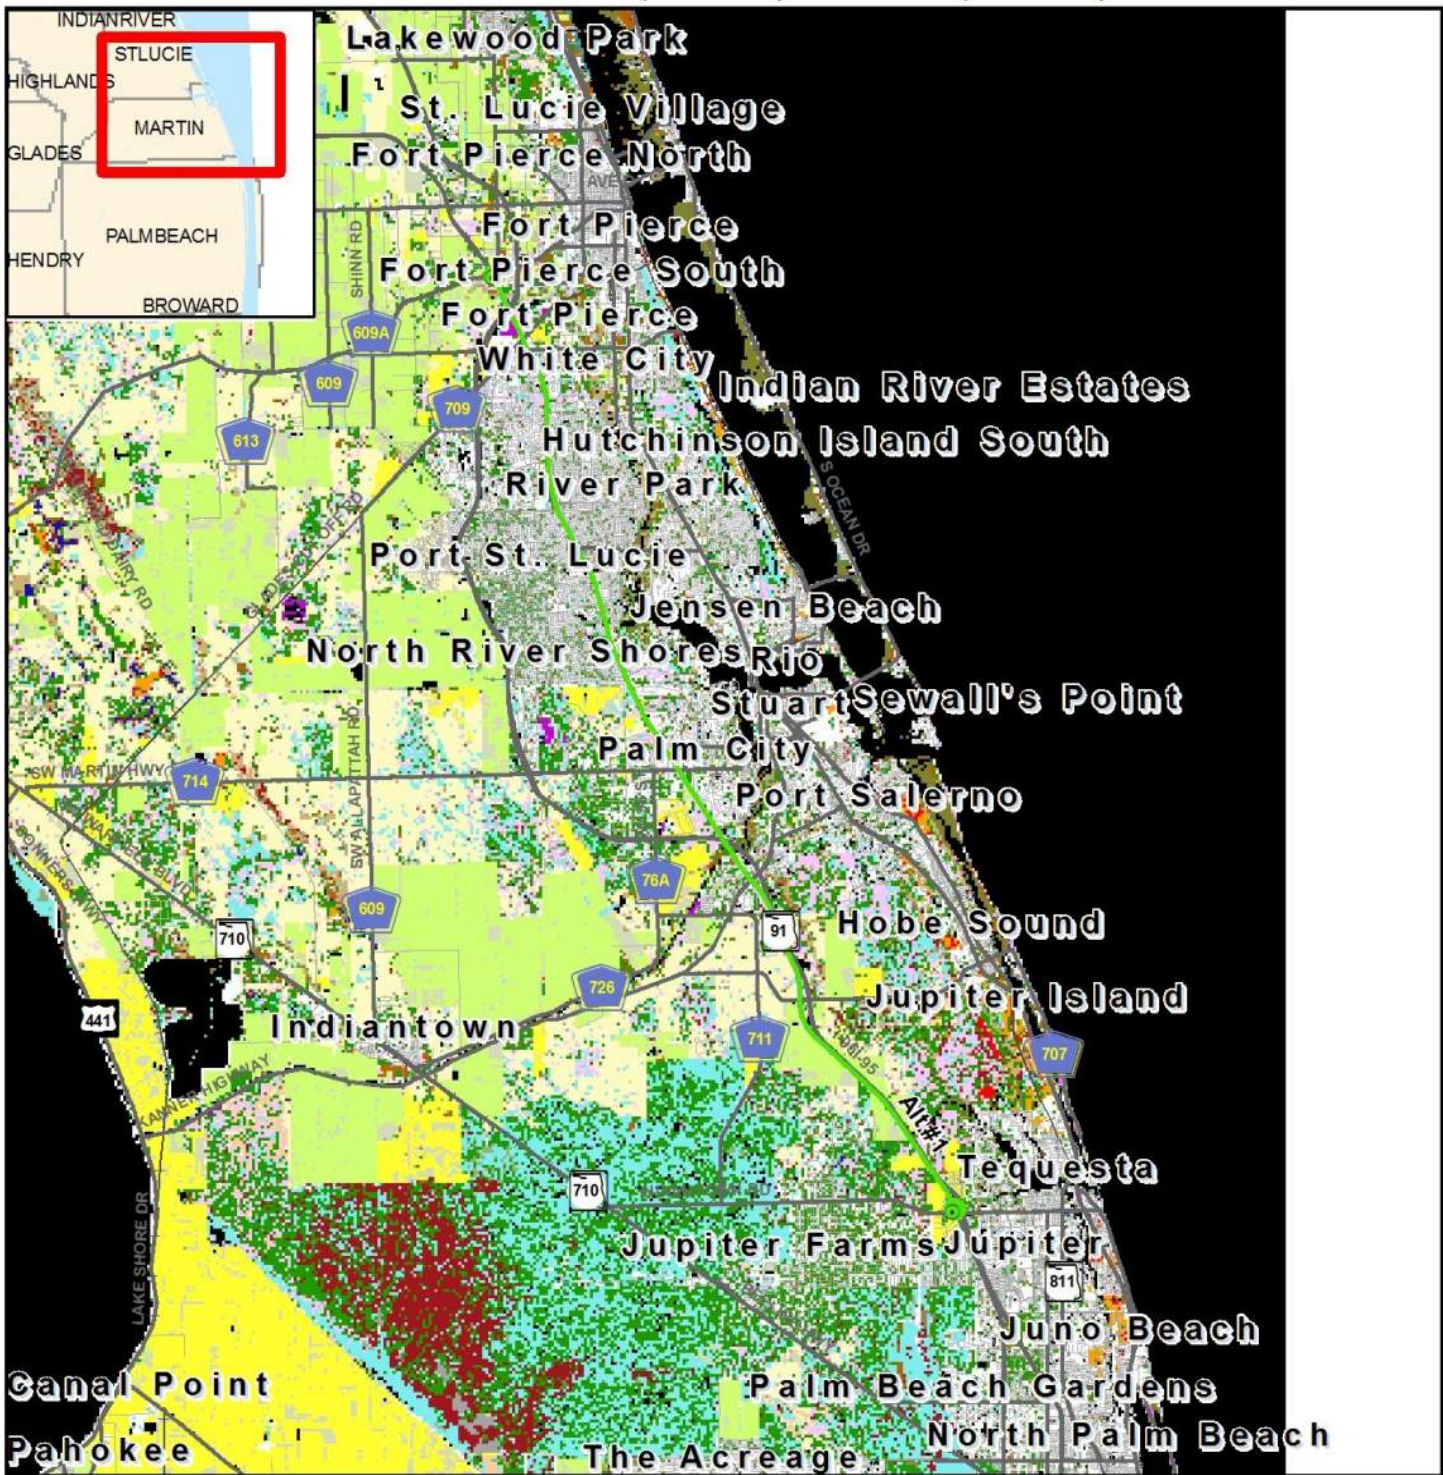 INDIANRIVER
STLUCIE
HIGHLANDS
MARTIN
GLADES
PALMBEACH
HENDRY
BROWARD
Lakewood Park
St. Lucie Village
Fort Pierce North
AVE
Fort Pierce
SHINN RD
Fort Pierce South
Fort Pierce
609A
White City
609
Indian River Estates
709
613
Hutchinson Island South
River Park
S OCEAN DR
Port St. Lucie
Jensen Beach
North River Shores
Rio
Stuart
Sewall's Point
Palm City
SW MARTIN HWY
714
SW ALLAPATTAH RD
Port Salerno
76A
609
710
91
Hobe Sound
726
Jupiter Island
441
Indiantown
711
707
KANNER HIGHWAY
Alt#1
Tequesta
710
LAKE SHORE DR
Jupiter Farms
Jupiter
811
Juno Beach
Canal Point
Palm Beach Gardens
North Palm Beach
Pahokee
The Acreage